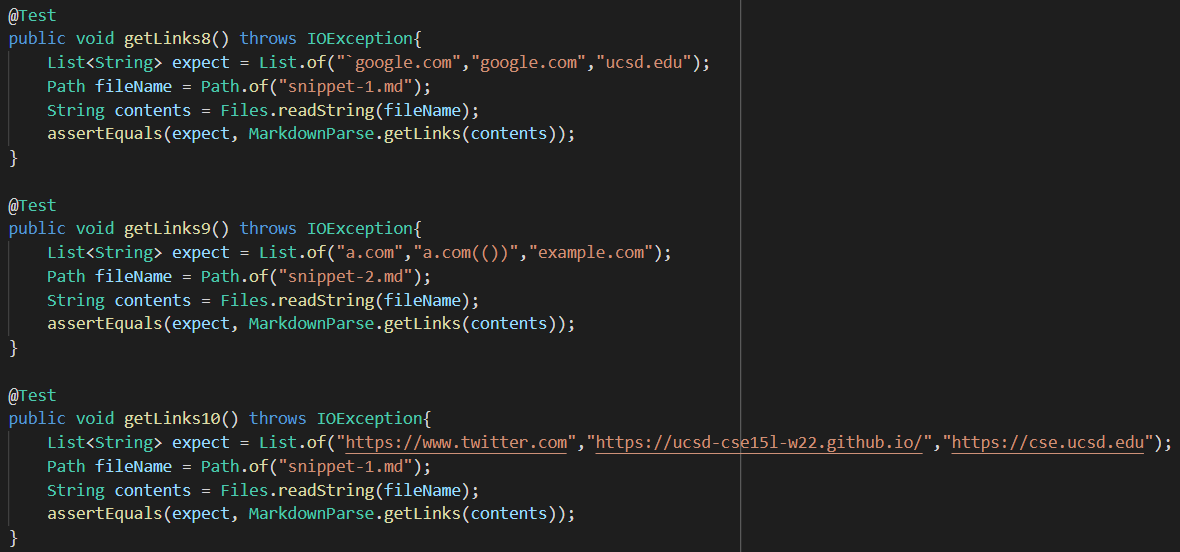 @Test
public void getLinks8() throws IOException{
List<String> expect = List.of("`google.com","google.com","ucsd.edu");
Path fileName = Path.of("snippet-1.md");
String contents = Files.readString(fileName);
assertEquals(expect, MarkdownParse.getLinks(contents));
}
@Test
public void getLinks9() throws IOException{
List<String> expect = List.of("a.com","a.com(())","example.com");
Path fileName = Path.of("snippet-2.md");
String contents = Files.readString(fileName);
assertEquals(expect, MarkdownParse.getLinks(contents));
}
@Test
public void getLinks10() throws IOException{
List<String> expect = List.of("https://www.twitter.com","https://ucsd-cse15l-w22.github.io/","https://cse.ucsd.edu");
Path fileName = Path.of("snippet-1.md");
String contents = Files.readString(fileName);
assertEquals(expect, MarkdownParse.getLinks(contents));
}